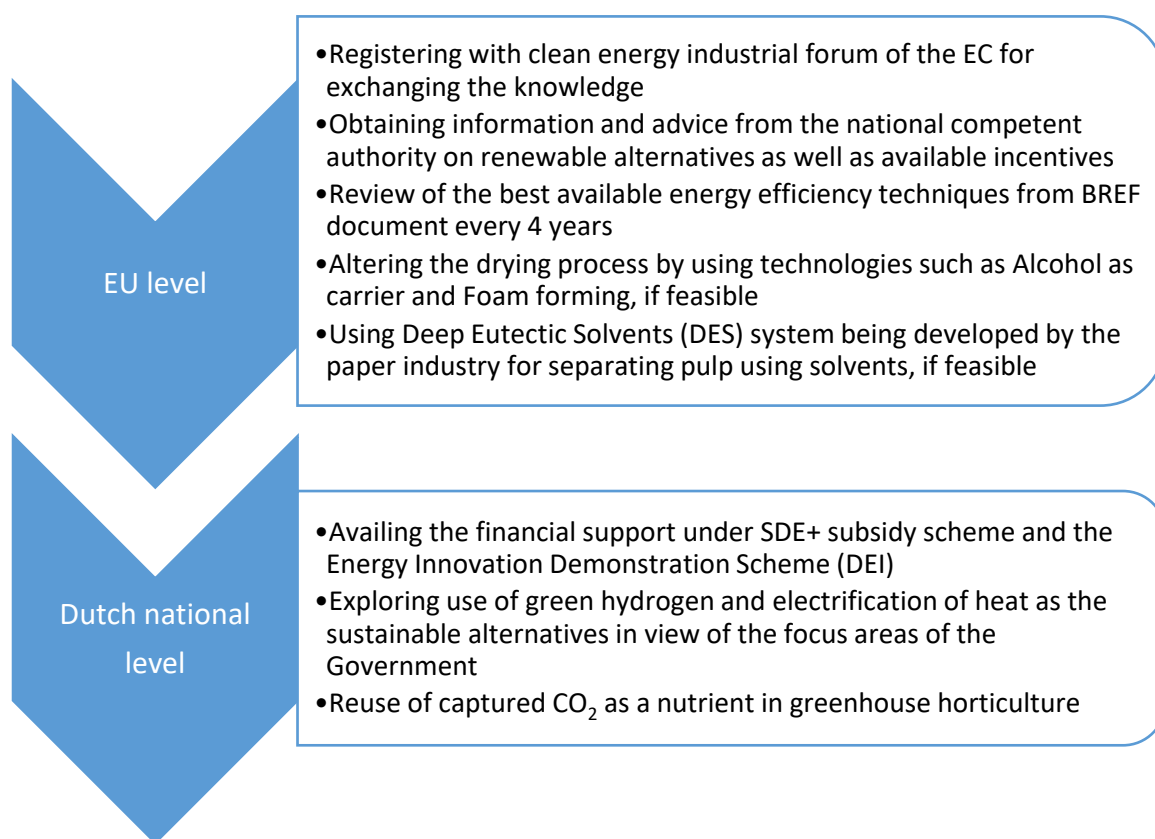 EU level
•Registering with clean energy industrial forum of the EC for
exchanging the knowledge
•Obtaining information and advice from the national competent
authority on renewable alternatives as well as available incentives
•Review of the best available energy efficiency techniques from BREF
document every 4 years
•Altering the drying process by using technologies such as Alcohol as
carrier and Foam forming, if feasible
•Using Deep Eutectic Solvents (DES) system being developed by the
paper industry for separating pulp using solvents, if feasible
Dutch national
level
•Availing the financial support under SDE+ subsidy scheme and the
Energy Innovation Demonstration Scheme (DEI)
•Exploring use of green hydrogen and electrification of heat as the
sustainable alternatives in view of the focus areas of the
Government
•Reuse of captured CO₂ as a nutrient in greenhouse horticulture